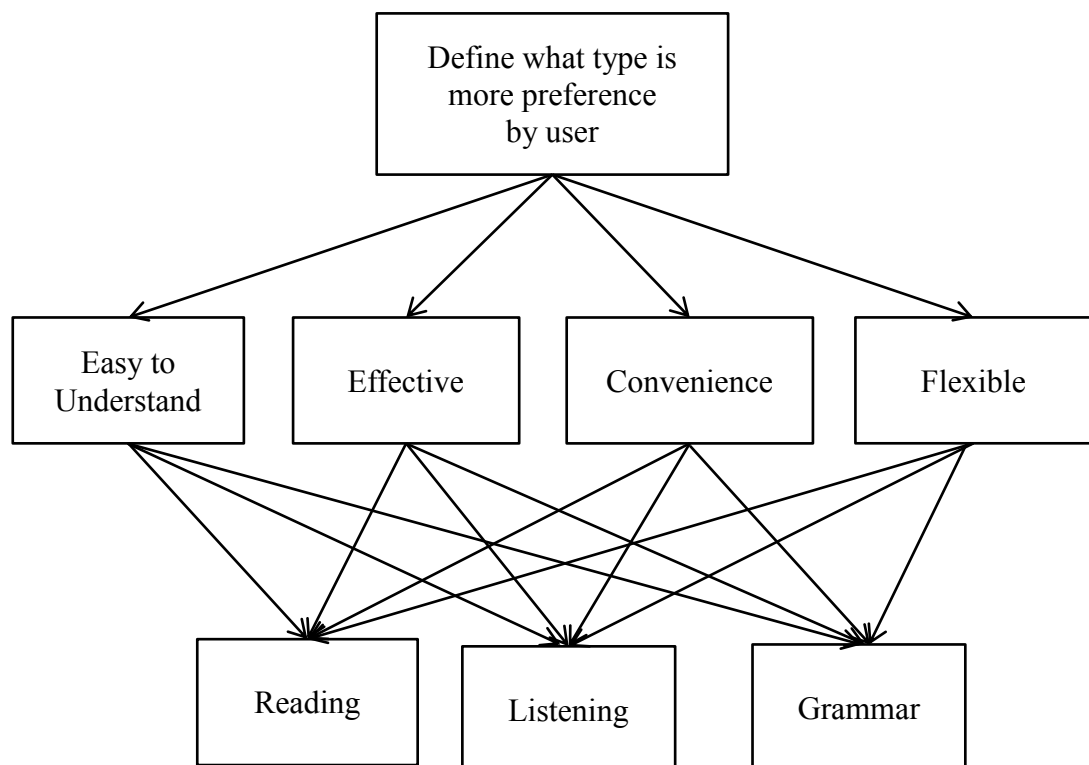 Define what type is
more preference
by user
Easy to
Understand
Effective
Convenience
Flexible
Reading
Listening
Grammar